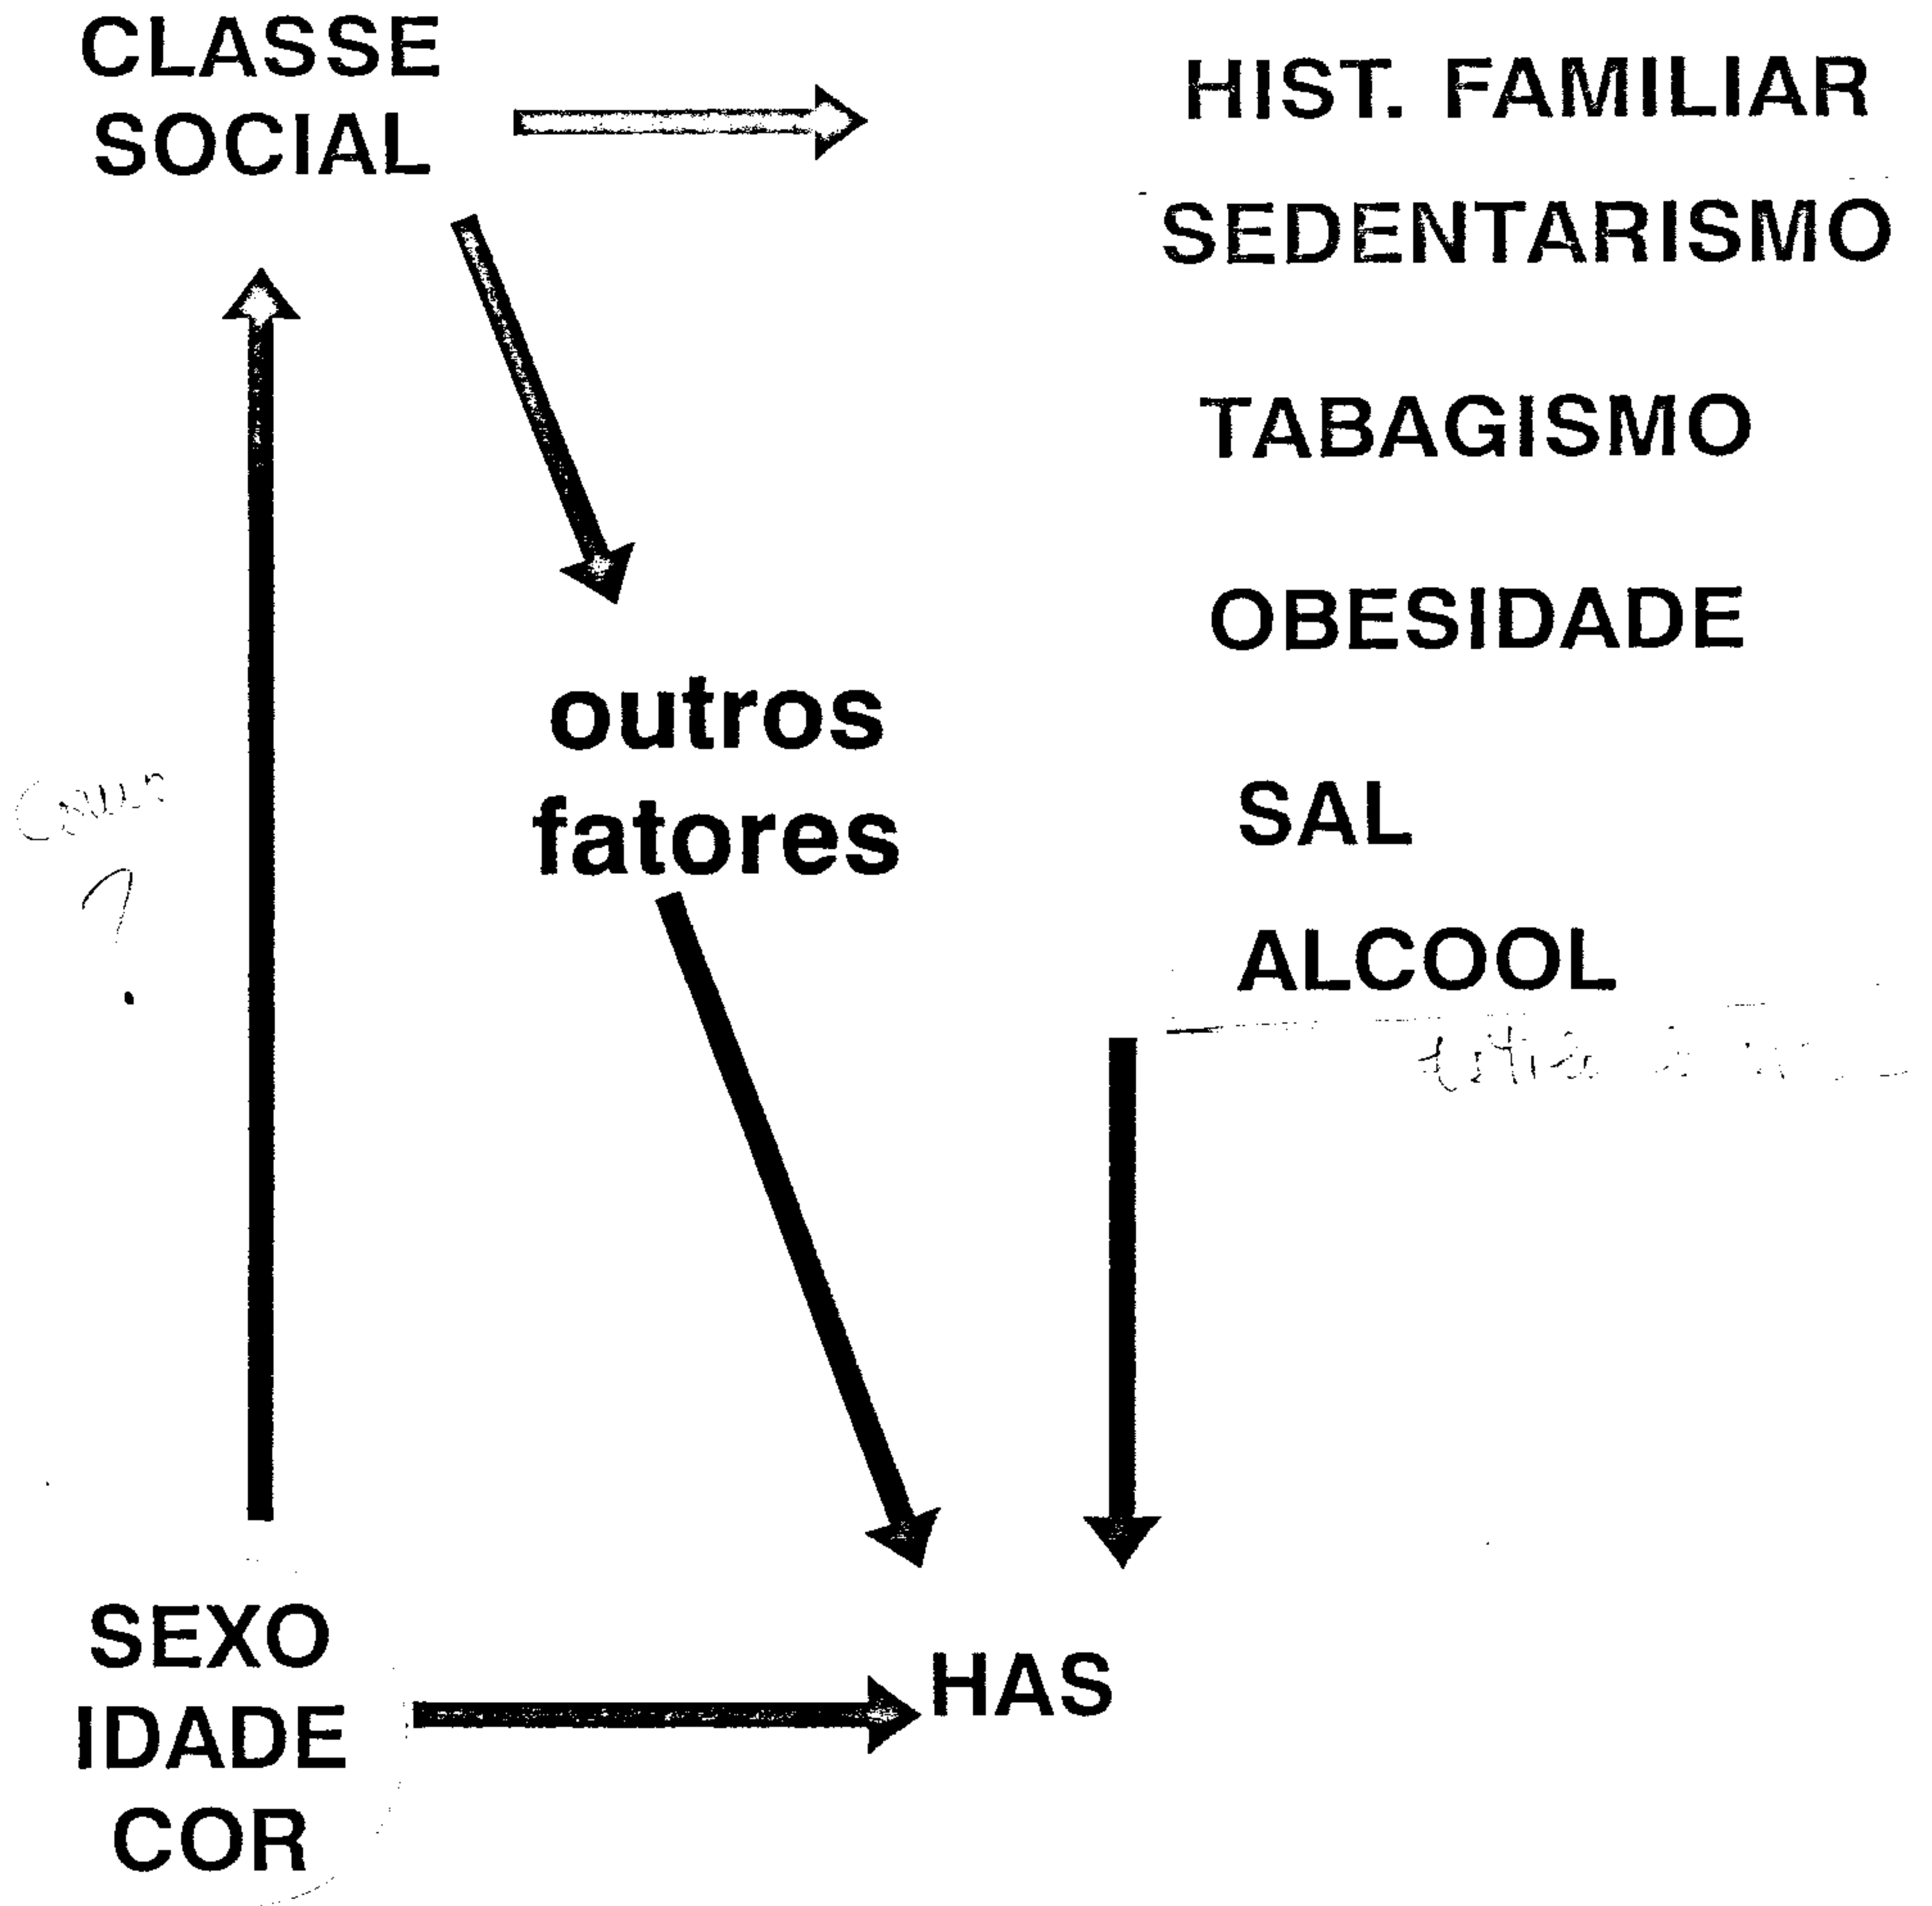 CLASSE
SOCIAL
HIST. FAMILIAR
SEDENTARISMO
TABAGISMO
OBESIDADE
outros
fatores
SAL
?
ALCOOL
SEXO
IDADE
COR
HAS